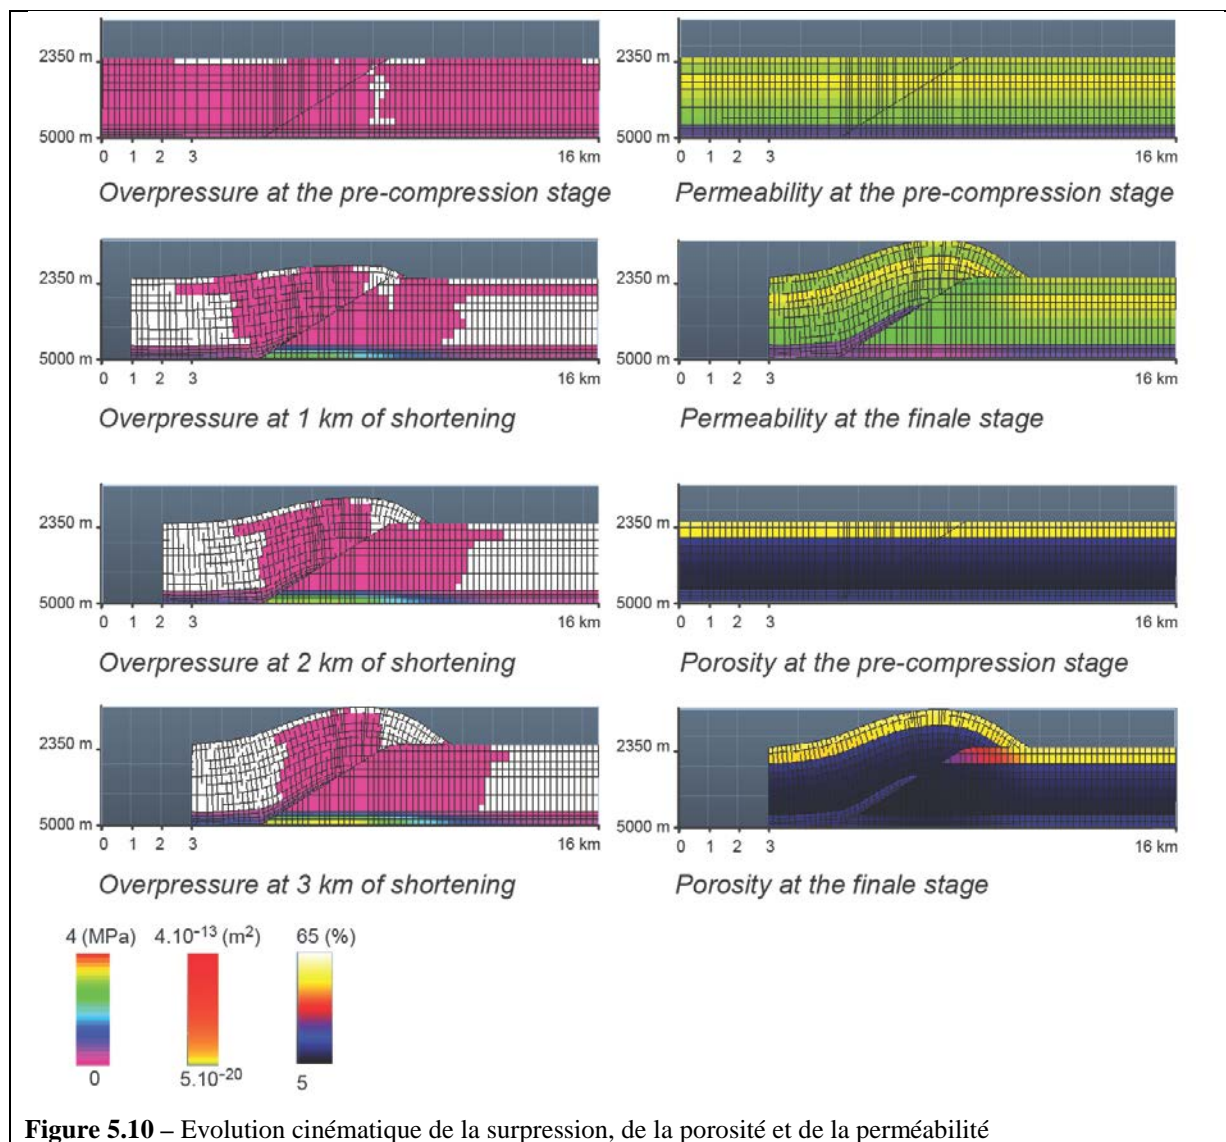 2350 m
5000 m
0 1 2 3 16 km
Overpressure at the pre-compression stage
2350 m
5000 m
0 1 2 3 16 km
Permeability at the pre-compression stage
2350 m
5000 m
0 1 2 3 16 km
Overpressure at 1 km of shortening
2350 m
5000 m
0 1 2 3 16 km
Permeability at the finale stage
2350 m
5000 m
0 1 2 3 16 km
Overpressure at 2 km of shortening
2350 m
5000 m
0 1 2 3 16 km
Porosity at the pre-compression stage
2350 m
5000 m
0 1 2 3 16 km
Overpressure at 3 km of shortening
2350 m
5000 m
0 1 2 3 16 km
Porosity at the finale stage
4 (MPa) 4.10⁻¹³ (m²) 65 (%)
0 5.10⁻²⁰ 5
Figure 5.10 – Evolution cinématique de la surpression, de la porosité et de la perméabilité